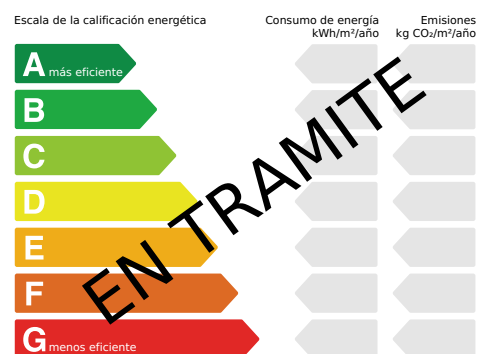 Escala de la calificación energética
Consumo de energía
kWh/m²/año
Emisiones
kg CO₂/m²/año
A más eficiente
B
C
D
E
F
G menos eficiente
EN TRAMITE